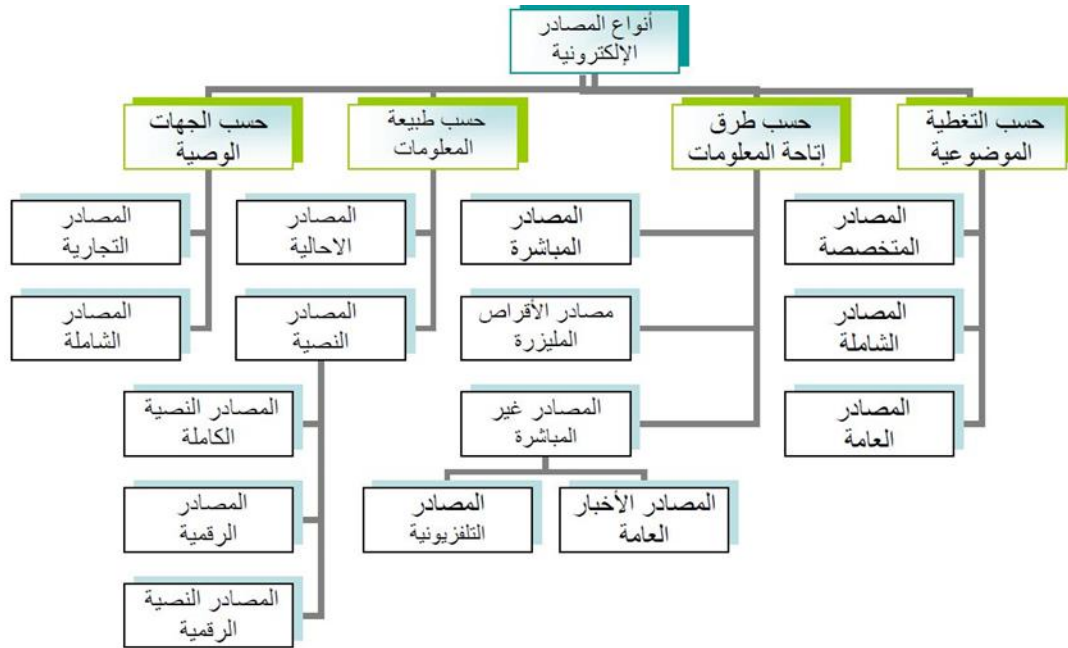 أنواع المصادر
الإلكترونية
حسب التغطية
الموضوعية
حسب طرق
إتاحة المعلومات
حسب طبيعة
المعلومات
حسب الجهات
الوصية
المصادر
المتخصصة
المصادر
المباشرة
المصادر
الاحالية
المصادر
التجارية
المصادر
الشاملة
مصادر الأقراص
المليزرة
المصادر
النصية
المصادر
الشاملة
المصادر
العامة
المصادر غير
المباشرة
المصادر النصية
الكاملة
المصادر الأخبار
العامة
المصادر
التلفزيونية
المصادر
الرقمية
المصادر النصية
الرقمية